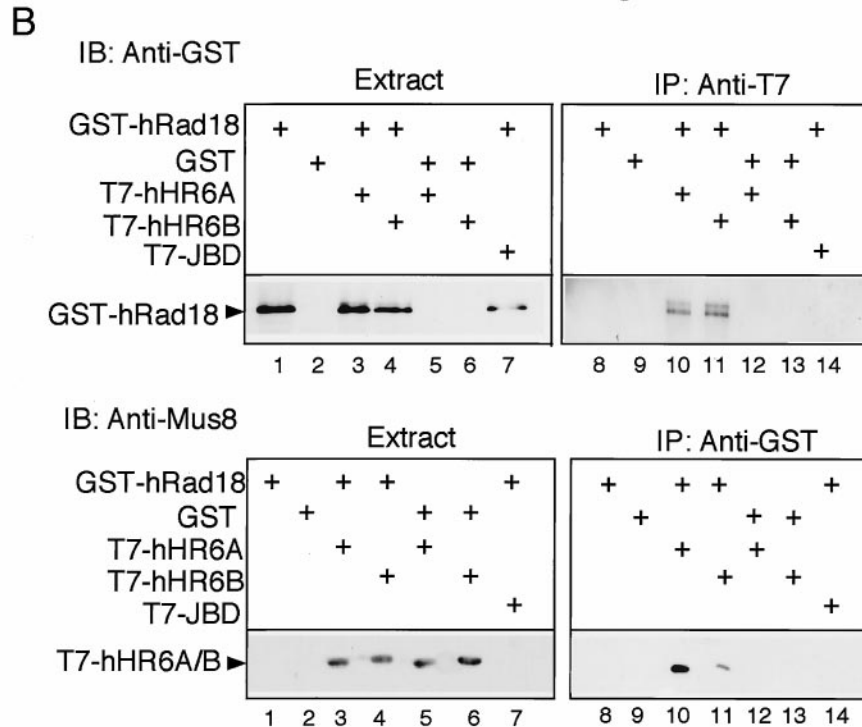 B
IB: Anti-GST
Extract
IP: Anti-T7
GST-hRad18 + + + + + + + +
GST + + + + + +
T7-hHR6A + + + +
T7-hHR6B + + + +
T7-JBD + +
GST-hRad18
1 2 3 4 5 6 7 8 9 10 11 12 13 14
IB: Anti-Mus8
Extract
IP: Anti-GST
GST-hRad18 + + + + + + + +
GST + + + + + +
T7-hHR6A + + + +
T7-hHR6B + + + +
T7-JBD + +
T7-hHR6A/B
1 2 3 4 5 6 7 8 9 10 11 12 13 14